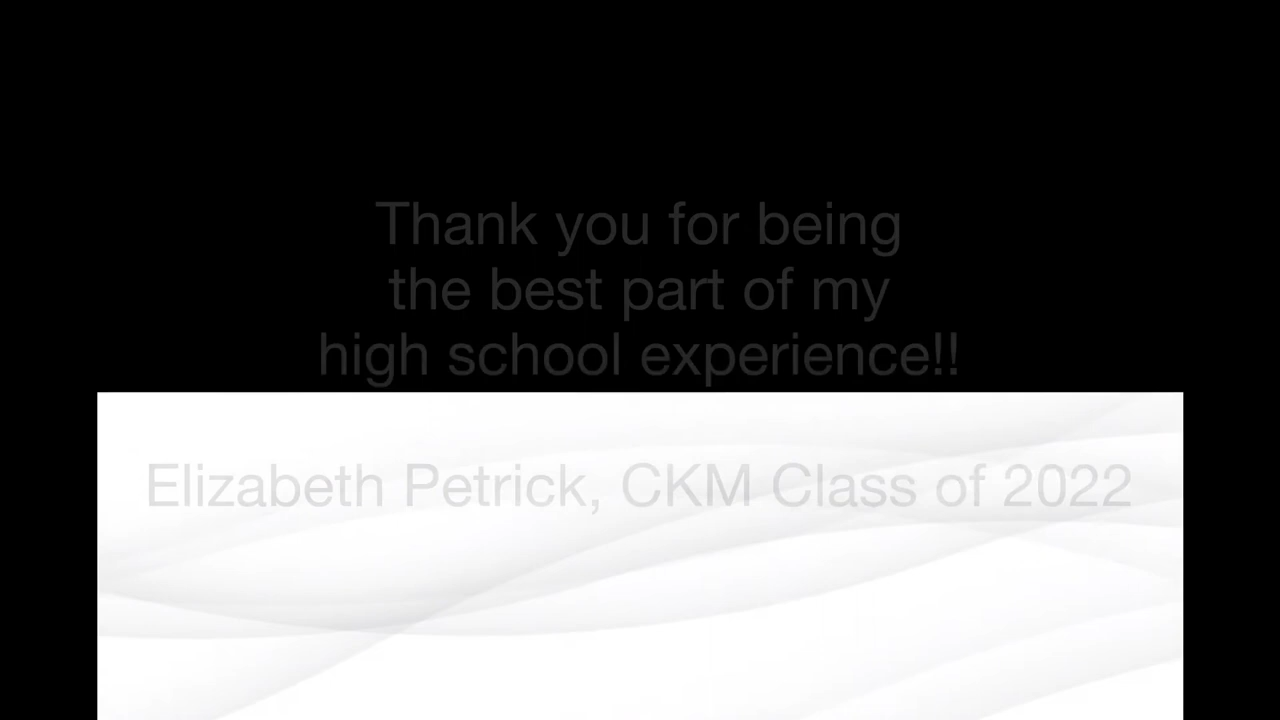 Thank you for being
the best part of my
high school experience!!
Elizabeth Petrick, CKM Class of 2022